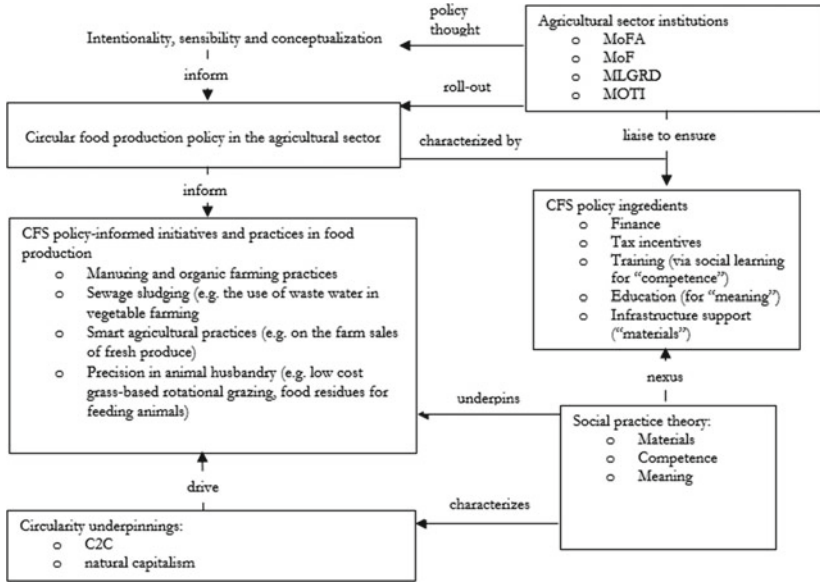 policy
thought
Agricultural sector institutions
o MoFA
o MoF
o MLGRD
o MOTI
Intentionality, sensibility and conceptualization
inform
roll-out
Circular food production policy in the agricultural sector
characterized by
liaise to ensure
inform
CFS policy-informed initiatives and practices in food
production
o Manuring and organic farming practices
o Sewage sludging (e.g. the use of waste water in
vegetable farming
o Smart agricultural practices (e.g. on the farm sales
of fresh produce)
o Precision in animal husbandry (e.g. low cost
grass-based rotational grazing, food residues for
feeding animals)
CFS policy ingredients
o Finance
o Tax incentives
o Training (via social learning
for “competence”)
o Education (for “meaning”)
o Infrastructure support
(“materials”)
nexus
underpins
Social practice theory:
o Materials
o Competence
o Meaning
drive
characterizes
Circularity underpinnings:
o C2C
o natural capitalism